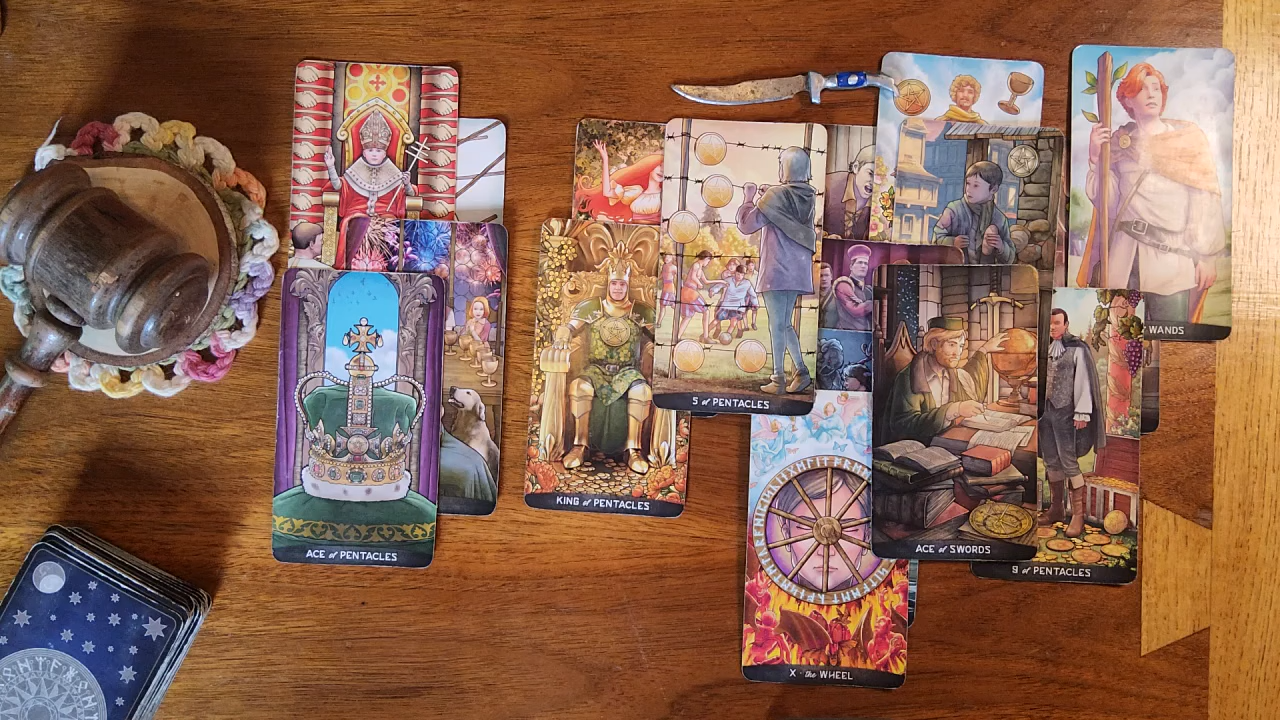 WANDS
5 of PENTACLES
KING of PENTACLES
ACE of PENTACLES
ACE of SWORDS
9 of PENTACLES
X · the WHEEL